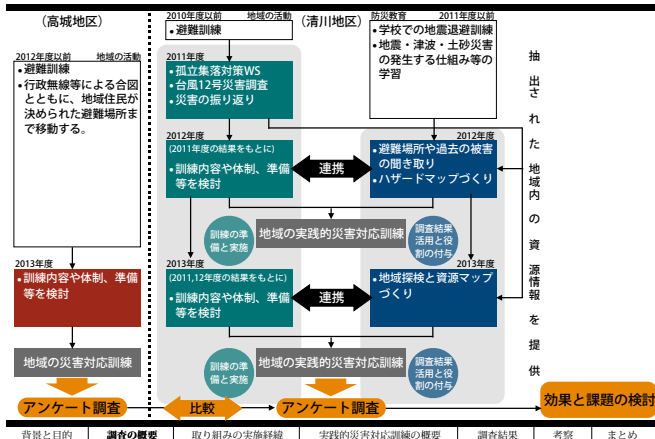 （高城地区）
2012年度以前
地域の活動
・避難訓練
・行政無線等による合図
とともに、地域住民が
決められた避難場所ま
で移動する。
2013年度
・訓練内容や体制、準備
等を検討
地域の災害対応訓練
アンケート調査
（清川地区）
2010年度以前
地域の活動
・避難訓練
2011年度
・孤立集落対策WS
・台風12号災害調査
・災害の振り返り
2012年度
(2011年度の結果をもとに)
・訓練内容や体制、準備
等を検討
連携
防災教育
2011年度以前
・学校での地震退避訓練
・地震・津波・土砂災害
の発生する仕組み等の
学習
2012年度
・避難場所や過去の被害
の聞き取り
・ハザードマップづくり
訓練の準
備と実施
地域の実践的災害対応訓練
調査結果
活用と役
割の付与
2013年度
(2011,12年度の結果をもとに)
・訓練内容や体制、準備
等を検討
連携
2013年度
・地域探検と資源マップ
づくり
訓練の準
備と実施
地域の実践的災害対応訓練
調査結果
活用と役
割の付与
比較
アンケート調査
抽出された地域内の資源情報を提供
効果と課題の検討
背景と目的
調査の概要
取り組みの実施経緯
実践的災害対応訓練の概要
調査結果
考察
まとめ